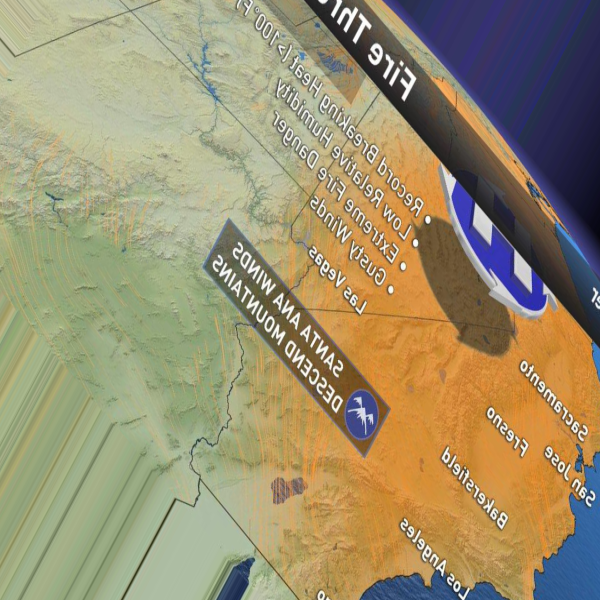 Fire Thr
• Record Breaking Heat (>100° F)
• Low Relative Humidity
• Extreme Fire Danger
• Gusty Winds
H
Las Vegas
SANTA ANA WINDS
DESCEND MOUNTAINS
Sacramento
San Jose
Fresno
Bakersfield
Los Angeles